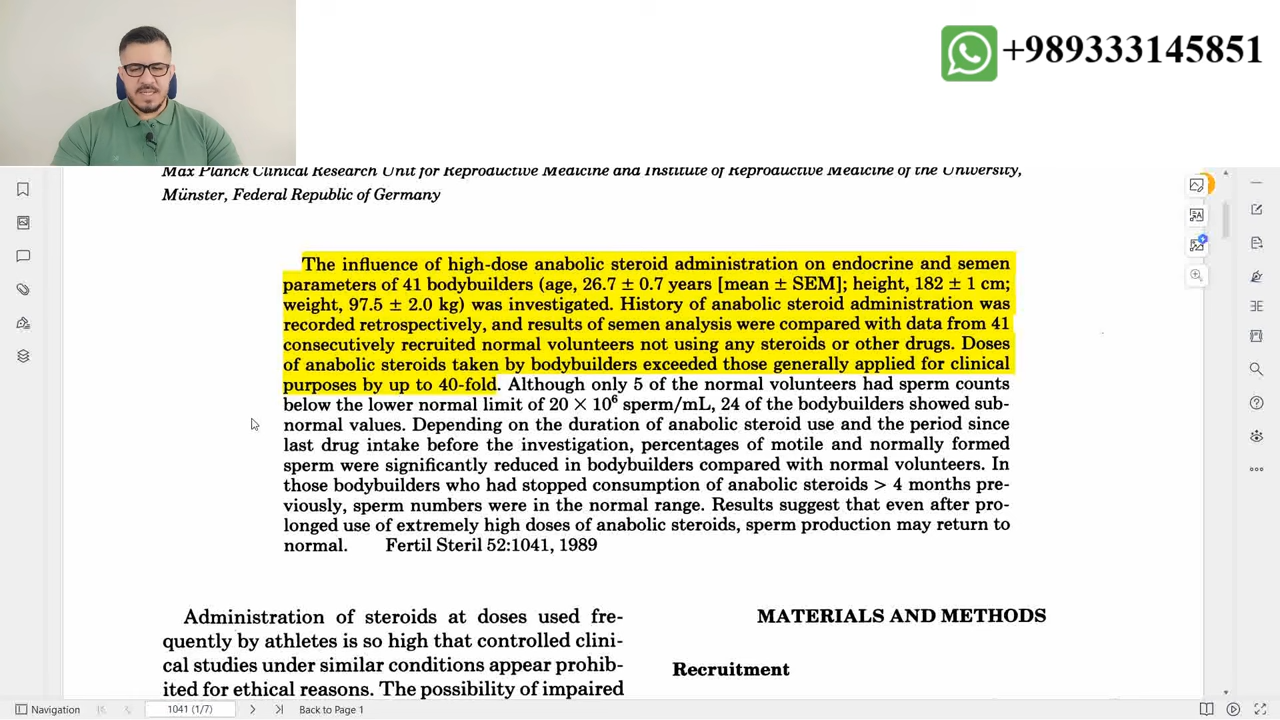 +989333145851
Max Planck Clinical Research Unit for Reproductive Medicine and Institute of Reproductive Medicine of the University,
Münster, Federal Republic of Germany
The influence of high-dose anabolic steroid administration on endocrine and semen
parameters of 41 bodybuilders (age, 26.7 ± 0.7 years [mean ± SEM]; height, 182 ± 1 cm;
weight, 97.5 ± 2.0 kg) was investigated. History of anabolic steroid administration was
recorded retrospectively, and results of semen analysis were compared with data from 41
consecutively recruited normal volunteers not using any steroids or other drugs. Doses
of anabolic steroids taken by bodybuilders exceeded those generally applied for clinical
purposes by up to 40-fold. Although only 5 of the normal volunteers had sperm counts
below the lower normal limit of 20 × 10⁶ sperm/mL, 24 of the bodybuilders showed sub-
normal values. Depending on the duration of anabolic steroid use and the period since
last drug intake before the investigation, percentages of motile and normally formed
sperm were significantly reduced in bodybuilders compared with normal volunteers. In
those bodybuilders who had stopped consumption of anabolic steroids > 4 months pre-
viously, sperm numbers were in the normal range. Results suggest that even after pro-
longed use of extremely high doses of anabolic steroids, sperm production may return to
normal. Fertil Steril 52:1041, 1989
Administration of steroids at doses used fre-
quently by athletes is so high that controlled clini-
cal studies under similar conditions appear prohib-
ited for ethical reasons. The possibility of impaired
MATERIALS AND METHODS
Recruitment
Navigation
1041 (1/7)
Back to Page 1